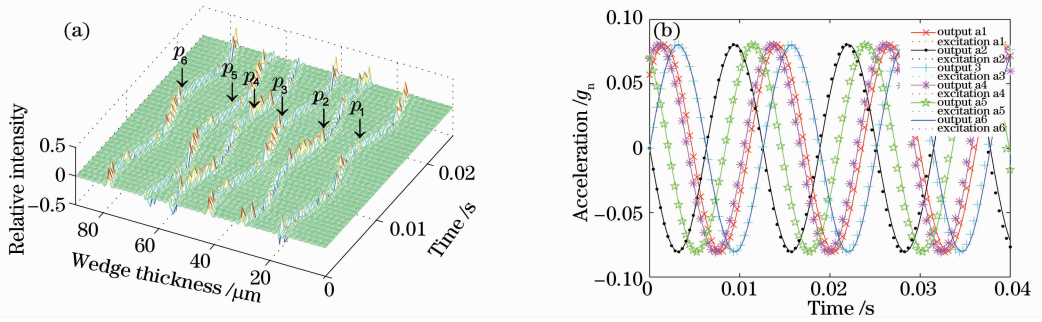 (a)
p6
p5
p4
p3
p2
p1
Relative intensity
0.5
0
−0.5
80
60
40
20
0
Wedge thickness /μm
0.01
0.02
Time /s
(b)
Acceleration /gn
0.10
0.05
0
−0.05
−0.10
0
0.01
0.02
0.03
0.04
Time /s
output a1
excitation a1
output a2
excitation a2
output 3
excitation a3
output a4
excitation a4
output a5
excitation a5
output a6
excitation a6